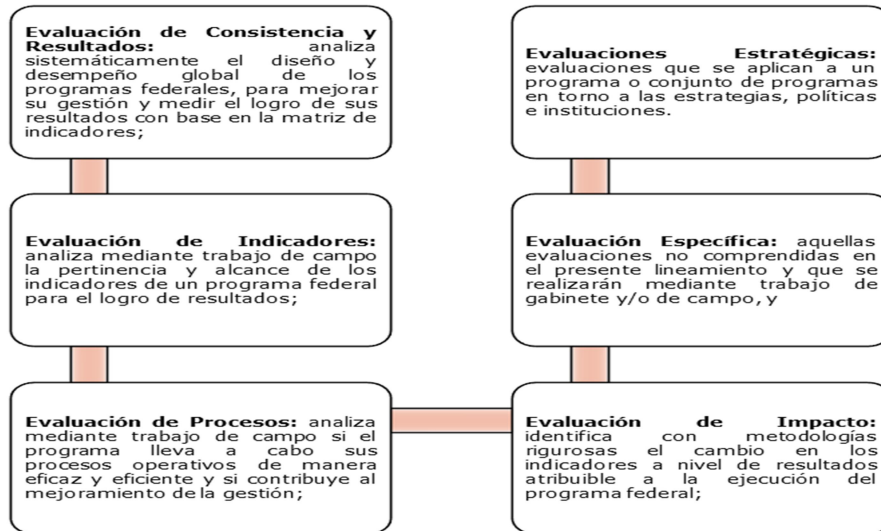 Evaluación de Consistencia y
Resultados: analiza
sistemáticamente el diseño y
desempeño global de los
programas federales, para mejorar
su gestión y medir el logro de sus
resultados con base en la matriz de
indicadores;
Evaluación de Indicadores:
analiza mediante trabajo de campo
la pertinencia y alcance de los
indicadores de un programa federal
para el logro de resultados;
Evaluación de Procesos: analiza
mediante trabajo de campo si el
programa lleva a cabo sus
procesos operativos de manera
eficaz y eficiente y si contribuye al
mejoramiento de la gestión;
Evaluación de Impacto:
identifica con metodologías
rigurosas el cambio en los
indicadores a nivel de resultados
atribuible a la ejecución del
programa federal;
Evaluación Específica: aquellas
evaluaciones no comprendidas en
el presente lineamiento y que se
realizarán mediante trabajo de
gabinete y/o de campo, y
Evaluaciones Estratégicas:
evaluaciones que se aplican a un
programa o conjunto de programas
en torno a las estrategias, políticas
e instituciones.